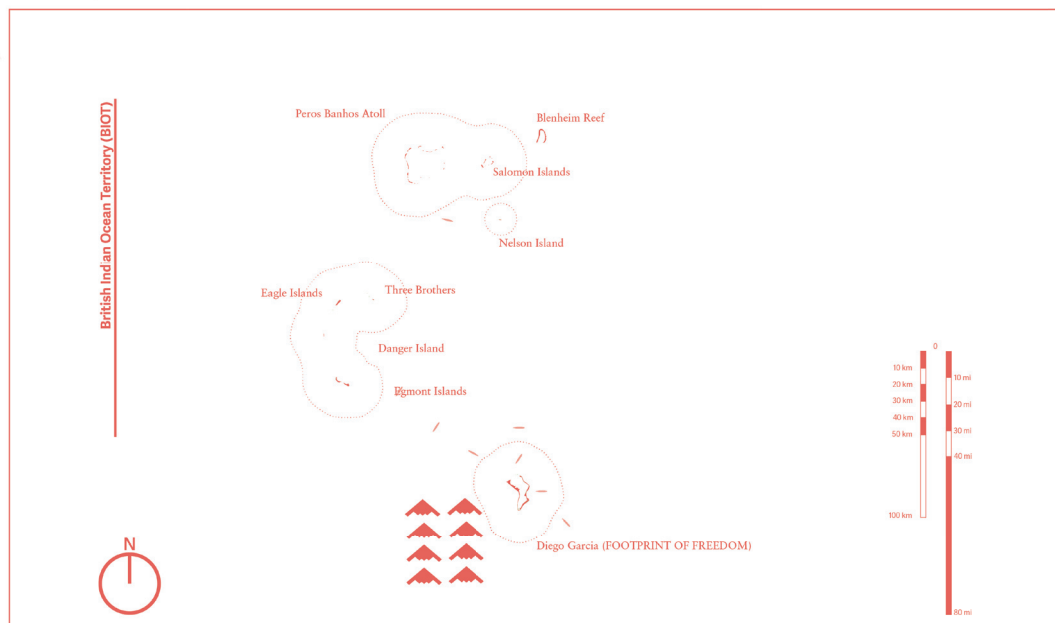 British Indian Ocean Territory (BIOT)
Peros Banhos Atoll
Blenheim Reef
Salomon Islands
Nelson Island
Eagle Islands
Three Brothers
Danger Island
Egmont Islands
Diego Garcia (FOOTPRINT OF FREEDOM)
N
0
10 km
20 km
30 km
40 km
50 km
100 km
10 mi
20 mi
30 mi
40 mi
80 mi